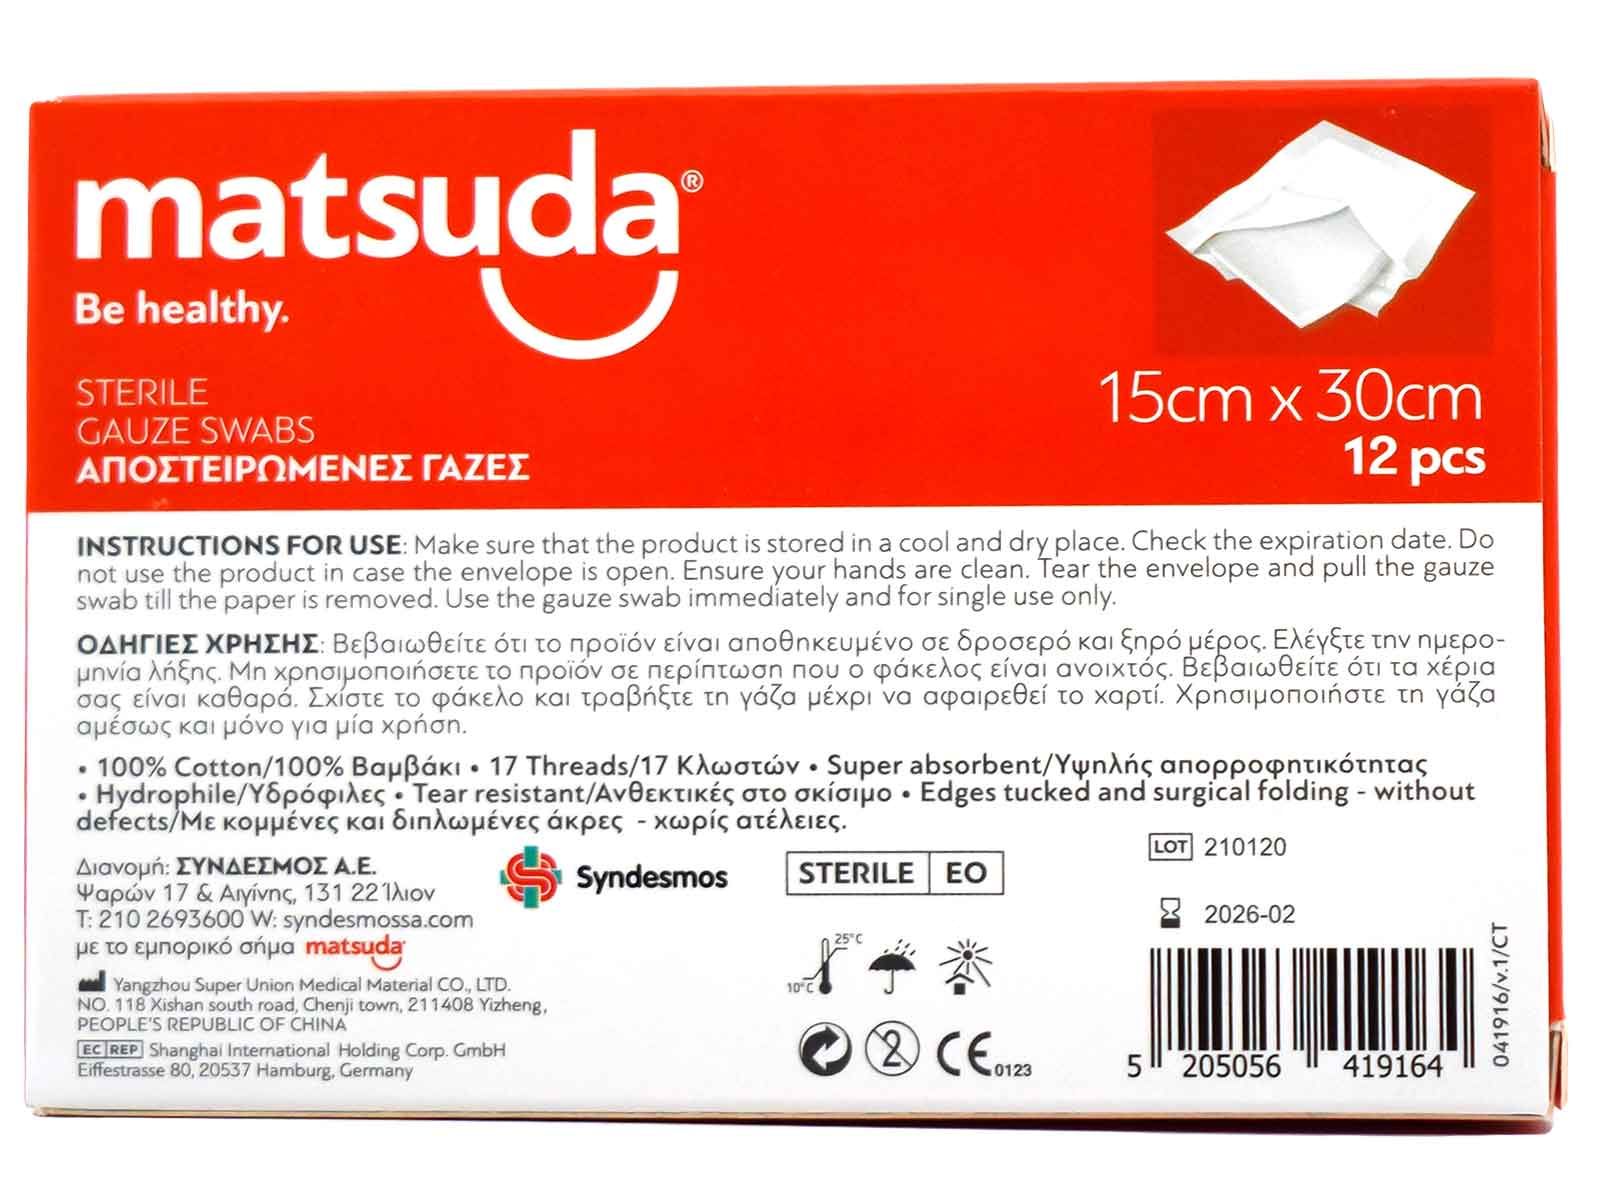 matsuda®
Be healthy.
STERILE
GAUZE SWABS
ΑΠΟΣΤΕΙΡΩΜΕΝΕΣ ΓΑΖΕΣ
15cm x 30cm
12 pcs
INSTRUCTIONS FOR USE: Make sure that the product is stored in a cool and dry place. Check the expiration date. Do
not use the product in case the envelope is open. Ensure your hands are clean. Tear the envelope and pull the gauze
swab till the paper is removed. Use the gauze swab immediately and for single use only.
ΟΔΗΓΙΕΣ ΧΡΗΣΗΣ: Βεβαιωθείτε ότι το προϊόν είναι αποθηκευμένο σε δροσερό και ξηρό μέρος. Ελέγξτε την ημερο-
μηνία λήξης. Μη χρησιμοποιήσετε το προϊόν σε περίπτωση που ο φάκελος είναι ανοιχτός. Βεβαιωθείτε ότι τα χέρια
σας είναι καθαρά. Σχίστε το φάκελο και τραβήξτε τη γάζα μέχρι να αφαιρεθεί το χαρτί. Χρησιμοποιήστε τη γάζα
αμέσως και μόνο για μία χρήση.
• 100% Cotton/100% Βαμβάκι • 17 Threads/17 Κλωστών • Super absorbent/Υψηλής απορροφητικότητας
• Hydrophile/Υδρόφιλες • Tear resistant/Ανθεκτικές στο σκίσιμο • Edges tucked and surgical folding - without
defects/Με κομμένες και διπλωμένες άκρες - χωρίς ατέλειες.
Διανομή: ΣΥΝΔΕΣΜΟΣ Α.Ε.
Ψαρών 17 & Αιγίνης, 131 22 Ίλιον
T: 210 2693600 W: syndesmossa.com
με το εμπορικό σήμα matsuda
Yangzhou Super Union Medical Material CO., LTD.
NO. 118 Xishan south road, Chenji town, 211408 Yizheng,
PEOPLE'S REPUBLIC OF CHINA
EC REP Shanghai International Holding Corp. GmbH
Eiffestrasse 80, 20537 Hamburg, Germany
Syndesmos
STERILE EO
25°C
10°C
2
CE 0123
LOT 210120
2026-02
5 205056 419164
041916/v.1/CT